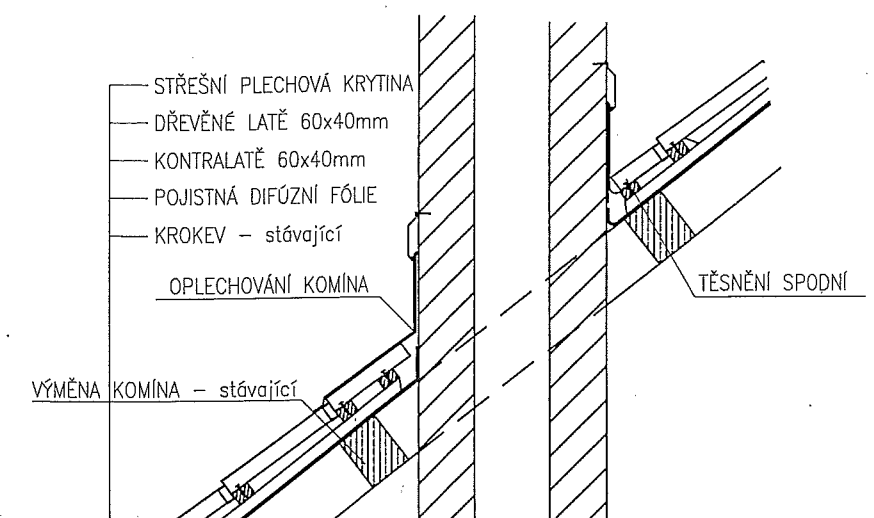 STŘEŠNÍ PLECHOVÁ KRYTINA
DŘEVĚNÉ LATĚ 60x40mm
KONTRALATĚ 60x40mm
POJISTNÁ DIFÚZNÍ FÓLIE
KROKEV – stávající
OPLECHOVÁNÍ KOMÍNA
TĚSNĚNÍ SPODNÍ
VÝMĚNA KOMÍNA – stávající